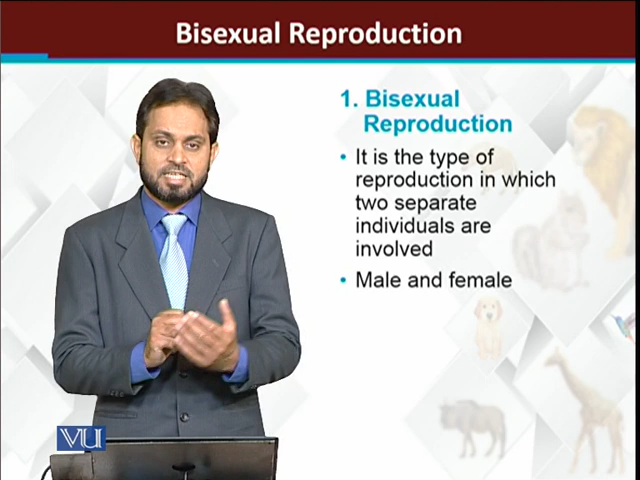 Bisexual Reproduction
1. Bisexual
Reproduction
• It is the type of
reproduction in which
two separate
individuals are
involved
• Male and female
VU